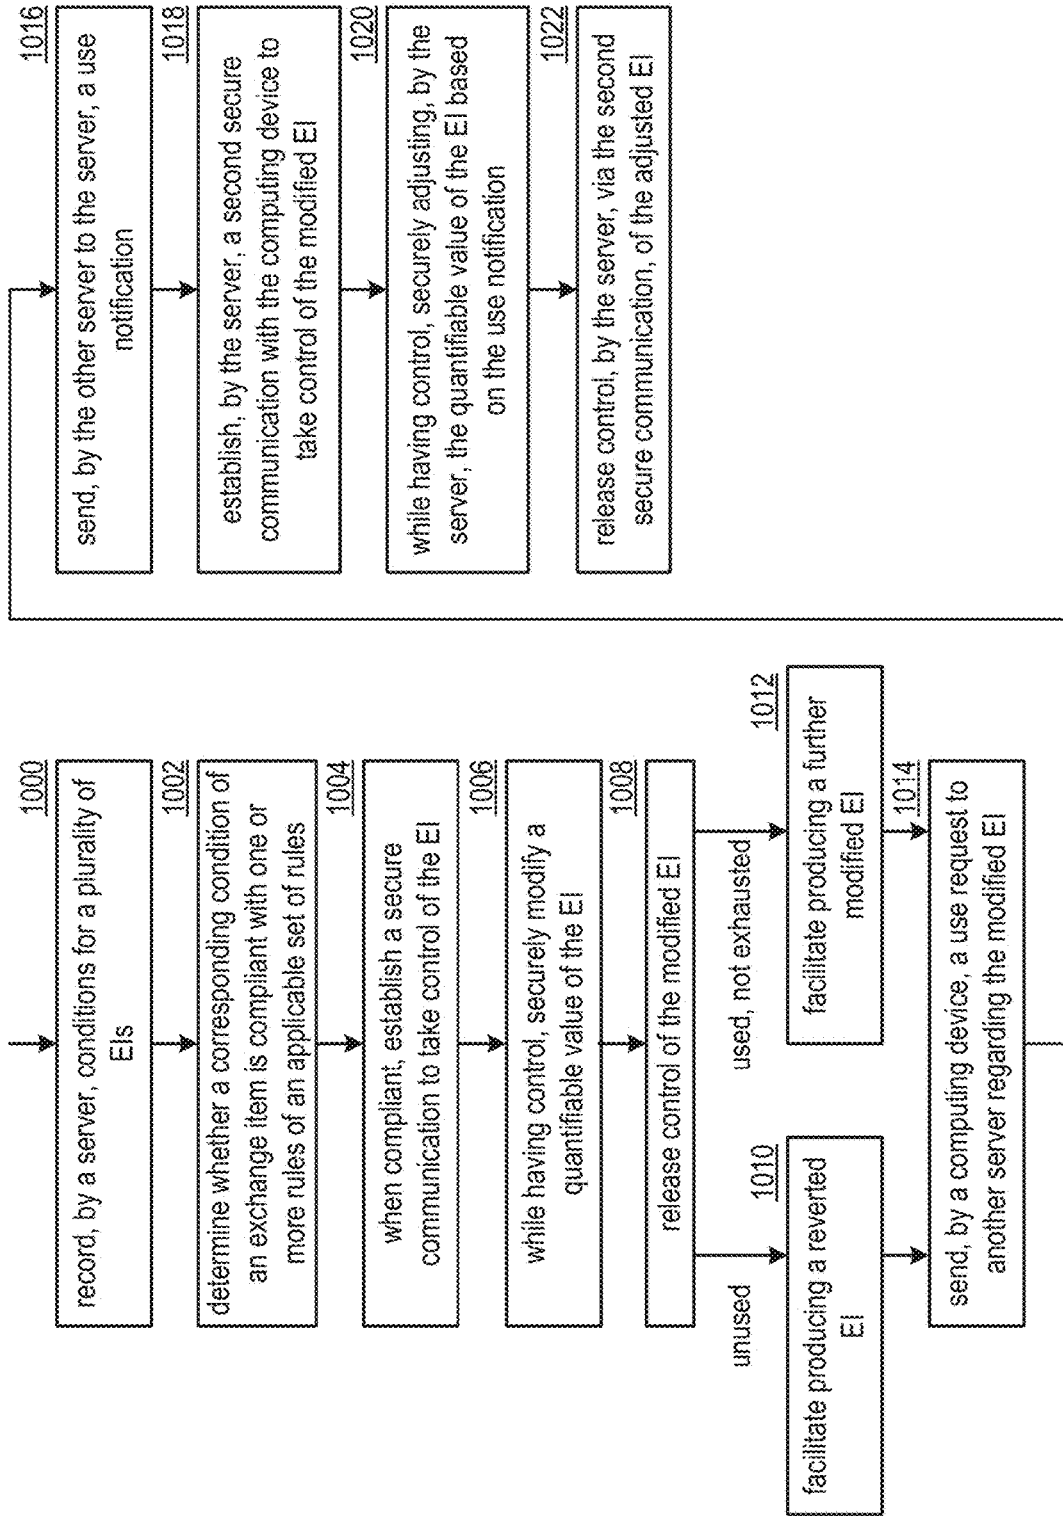 1000
record, by a server, conditions for a plurality of
EIs
1002
determine whether a corresponding condition of
an exchange item is compliant with one or
more rules of an applicable set of rules
1004
when compliant, establish a secure
communication to take control of the EI
1006
while having control, securely modify a
quantifiable value of the EI
1008
release control of the modified EI
unused
used, not exhausted
1010
facilitate producing a reverted
EI
1012
facilitate producing a further
modified EI
1014
send, by a computing device, a use request to
another server regarding the modified EI
1016
send, by the other server to the server, a use
notification
1018
establish, by the server, a second secure
communication with the computing device to
take control of the modified EI
1020
while having control, securely adjusting, by the
server, the quantifiable value of the EI based
on the use notification
1022
release control, by the server, via the second
secure communication, of the adjusted EI